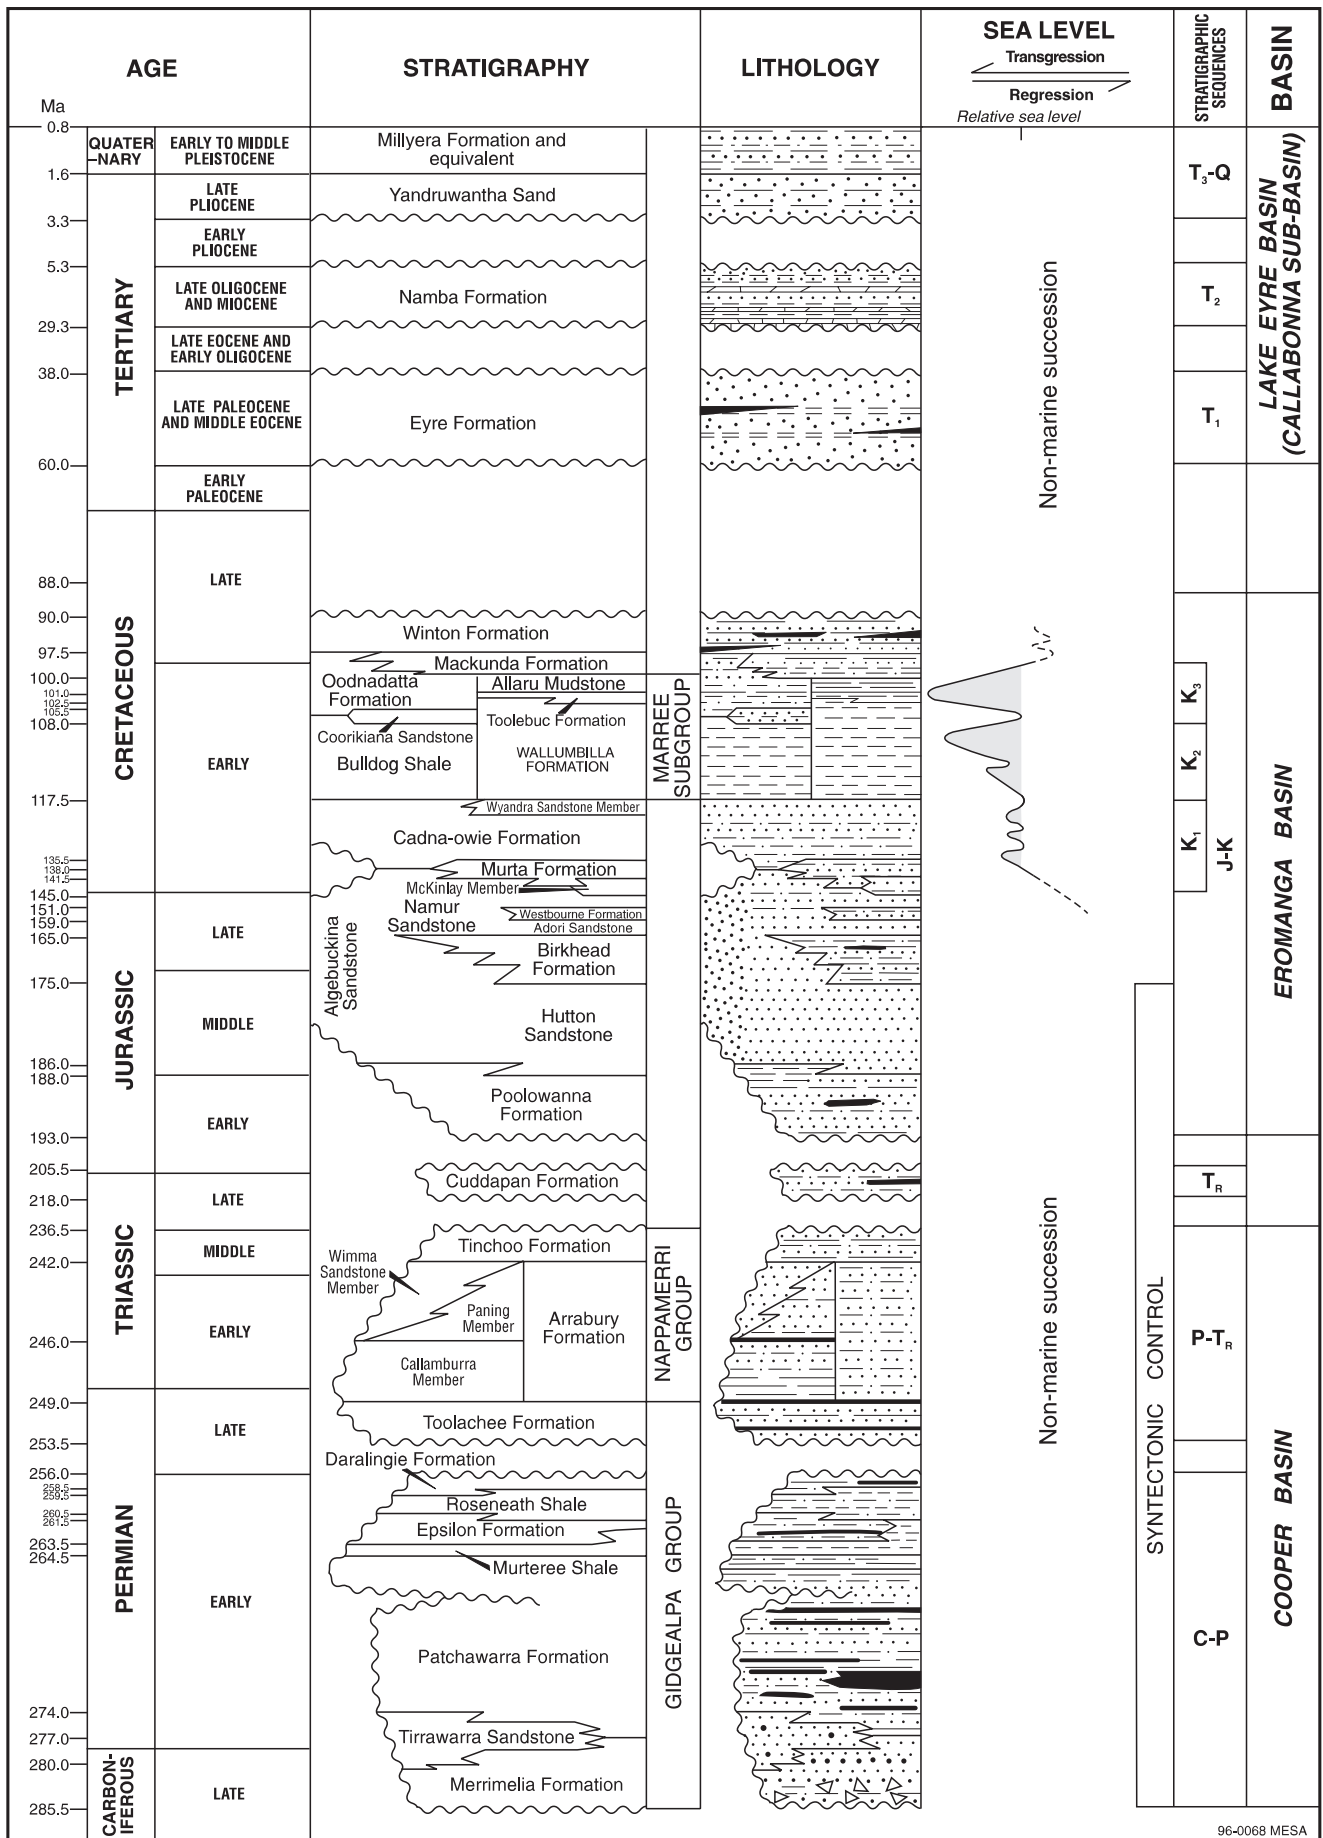 AGE
STRATIGRAPHY
LITHOLOGY
SEA LEVEL
Transgression
Regression
Relative sea level
STRATIGRAPHIC
SEQUENCES
BASIN
Ma
0.8
1.6
3.3
5.3
29.3
38.0
60.0
88.0
90.0
97.5
100.0
101.0
102.5
105.5
108.0
117.5
135.5
138.0
141.5
145.0
151.0
159.0
165.0
175.0
186.0
188.0
193.0
205.5
218.0
236.5
242.0
246.0
249.0
253.5
256.0
258.5
259.5
260.5
261.5
263.5
264.5
274.0
277.0
280.0
285.5
QUATER
–NARY
TERTIARY
CRETACEOUS
JURASSIC
TRIASSIC
PERMIAN
CARBON-
IFEROUS
EARLY TO MIDDLE
PLEISTOCENE
LATE
PLIOCENE
EARLY
PLIOCENE
LATE OLIGOCENE
AND MIOCENE
LATE EOCENE AND
EARLY OLIGOCENE
LATE PALEOCENE
AND MIDDLE EOCENE
EARLY
PALEOCENE
LATE
EARLY
LATE
MIDDLE
EARLY
LATE
MIDDLE
EARLY
LATE
EARLY
LATE
Millyera Formation and
equivalent
Yandruwantha Sand
Namba Formation
Eyre Formation
Winton Formation
Mackunda Formation
Oodnadatta
Formation
Allaru Mudstone
Toolebuc Formation
Coorikiana Sandstone
Bulldog Shale
WALLUMBILLA
FORMATION
Wyandra Sandstone Member
Cadna-owie Formation
Murta Formation
McKinlay Member
Namur
Sandstone
Westbourne Formation
Adori Sandstone
Algebuckina
Sandstone
Birkhead
Formation
Hutton
Sandstone
Poolowanna
Formation
Cuddapan Formation
Tinchoo Formation
Wimma
Sandstone
Member
Paning
Member
Arrabury
Formation
Callamburra
Member
Toolachee Formation
Daralingie Formation
Roseneath Shale
Epsilon Formation
Murteree Shale
Patchawarra Formation
Tirrawarra Sandstone
Merrimelia Formation
MARREE
SUBGROUP
NAPPAMERRI
GROUP
GIDGEALPA GROUP
Non-marine succession
Non-marine succession
SYNTECTONIC CONTROL
T3-Q
T2
T1
K3
K2
K1
J-K
TR
P-TR
C-P
LAKE EYRE BASIN
(CALLABONNA SUB-BASIN)
EROMANGA BASIN
COOPER BASIN
96-0068 MESA